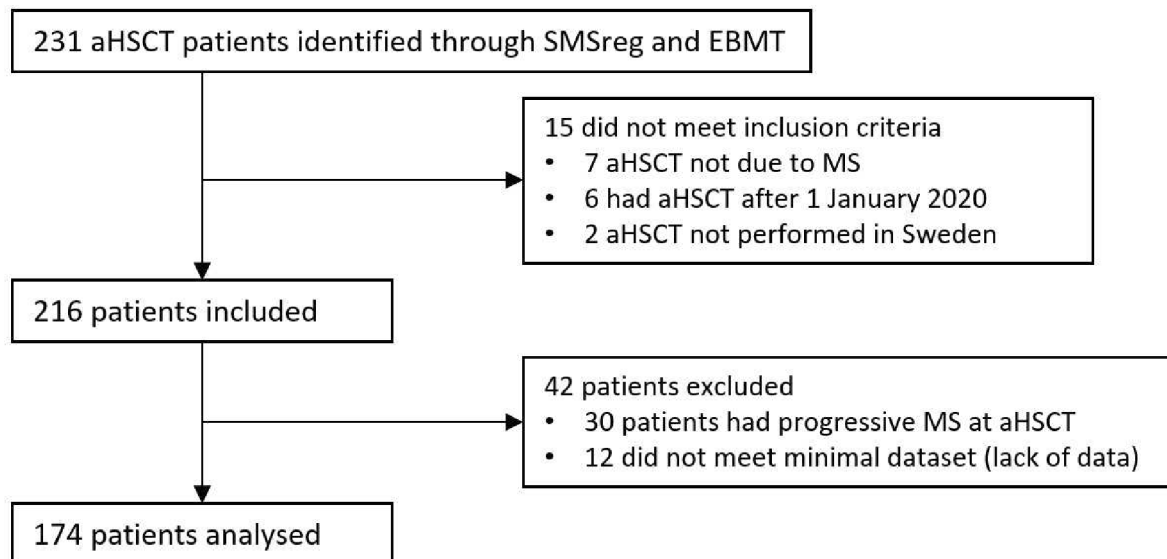 231 aHSCT patients identified through SMSreg and EBMT
15 did not meet inclusion criteria
• 7 aHSCT not due to MS
• 6 had aHSCT after 1 January 2020
• 2 aHSCT not performed in Sweden
216 patients included
42 patients excluded
• 30 patients had progressive MS at aHSCT
• 12 did not meet minimal dataset (lack of data)
174 patients analysed